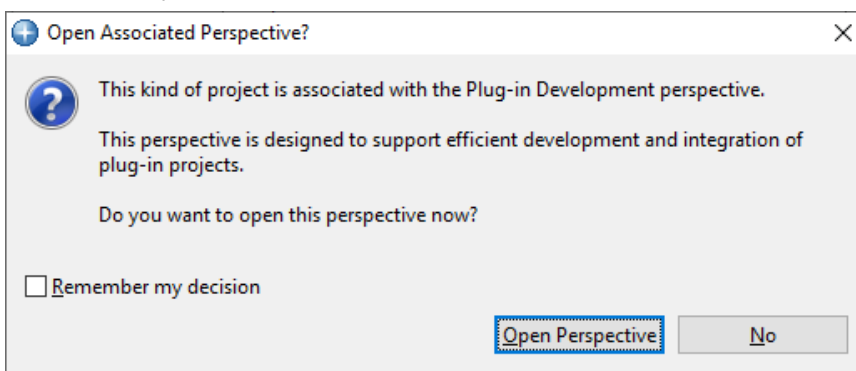 Open Associated Perspective?
This kind of project is associated with the Plug-in Development perspective.
This perspective is designed to support efficient development and integration of
plug-in projects.
Do you want to open this perspective now?
Remember my decision
Open Perspective
No